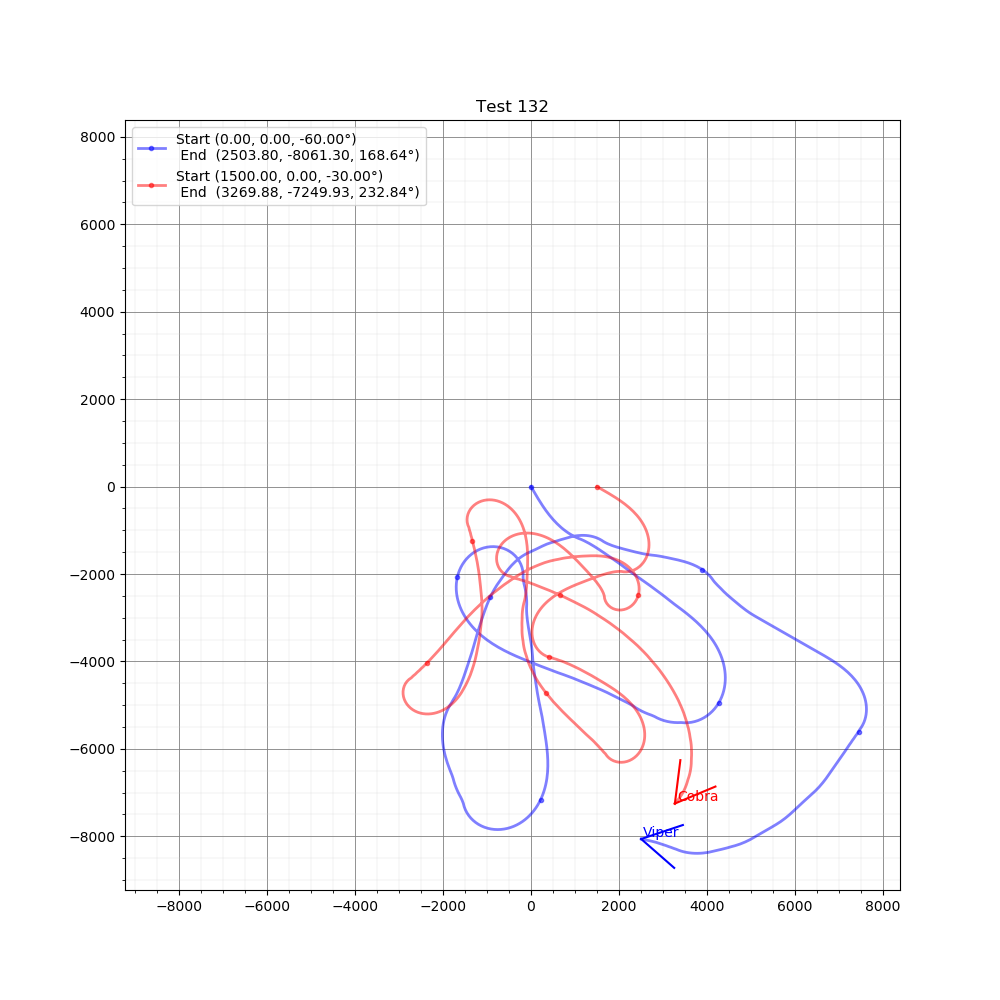 Test 132
Start (0.00, 0.00, -60.00°)
End  (2503.80, -8061.30, 168.64°)
Start (1500.00, 0.00, -30.00°)
End  (3269.88, -7249.93, 232.84°)
8000
6000
4000
2000
0
−2000
−4000
−6000
−8000
Cobra
Viper
−8000 −6000 −4000 −2000 0 2000 4000 6000 8000